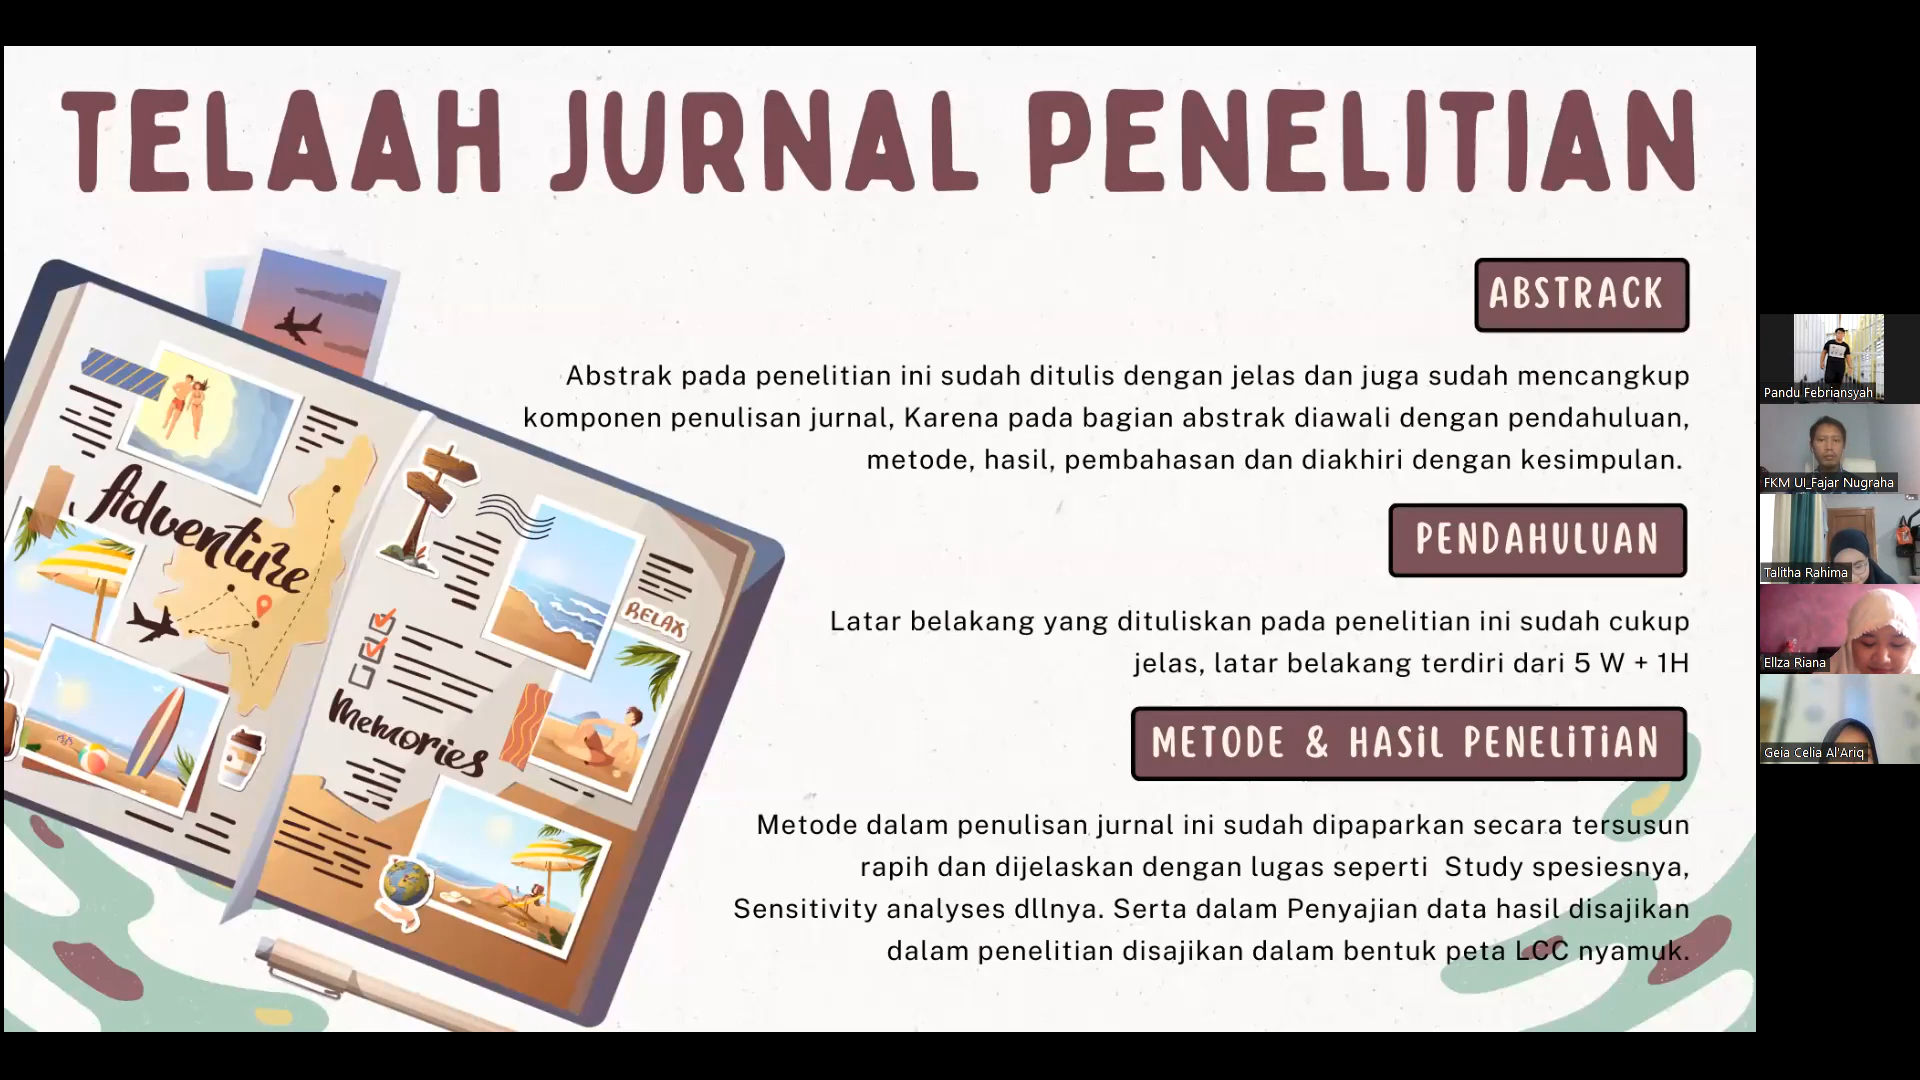 TELAAH JURNAL PENELITIAN
ABSTRACK
Abstrak pada penelitian ini sudah ditulis dengan jelas dan juga sudah mencangkup
komponen penulisan jurnal, Karena pada bagian abstrak diawali dengan pendahuluan,
metode, hasil, pembahasan dan diakhiri dengan kesimpulan.
PENDAHULUAN
Latar belakang yang dituliskan pada penelitian ini sudah cukup
jelas, latar belakang terdiri dari 5 W + 1H
METODE & HASIL PENELITIAN
Metode dalam penulisan jurnal ini sudah dipaparkan secara tersusun
rapih dan dijelaskan dengan lugas seperti Study spesiesnya,
Sensitivity analyses dllnya. Serta dalam Penyajian data hasil disajikan
dalam penelitian disajikan dalam bentuk peta LCC nyamuk.
Adventure
RELAX
Memories
Pandu Febriansyah
FKM UI_Fajar Nugraha
Talitha Rahima
Ellza Riana
Geia Celia Al'Ariq